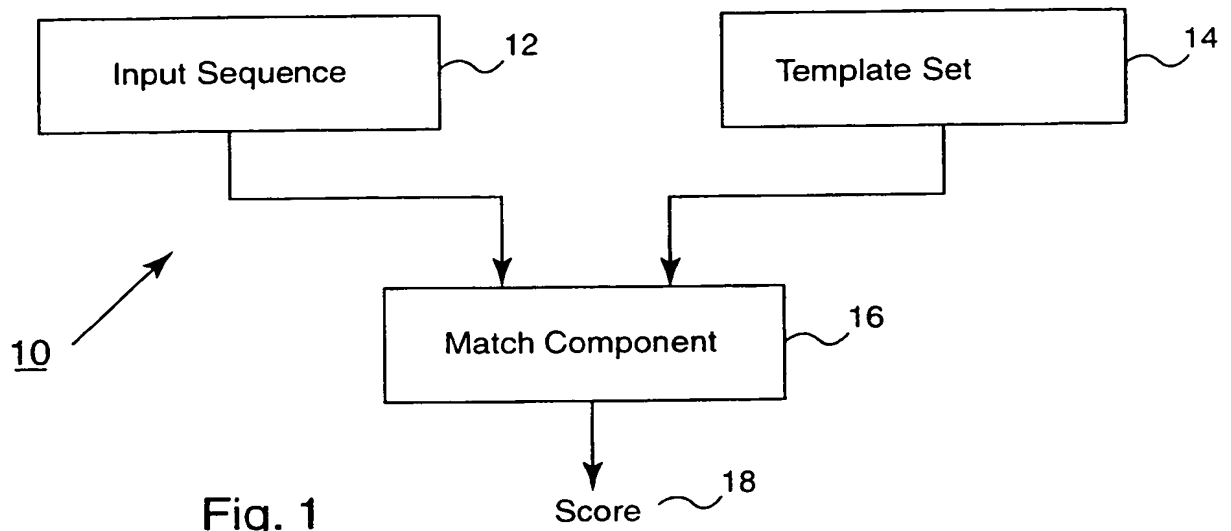 Input Sequence
12
Template Set
14
Match Component
16
10
Score
18
Fig. 1